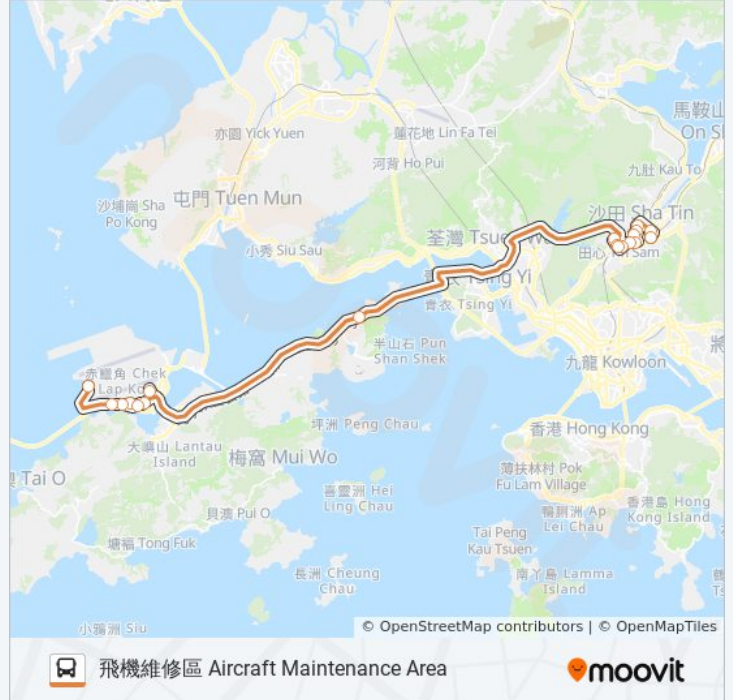 馬鞍山
On Sh
亦園 Yick Yuen
蓮花地 Lin Fa Tei
河背 Ho Pui
九肚 Kau To
屯門 Tuen Mun
沙埔崗 Sha
Po Kong
沙田 Sha Tin
荃灣 Tsue
小秀 Siu Sau
田心
Sam
Tsing Yi
青衣 Tsing Yi
半山石 Pun
Shan Shek
將
九龍 Kowloon
赤鱲角 Chek
Lap Ko
坪洲 Peng Chau
香港 Hong Kong
大嶼山 Lantau
Island
梅窩 Mui Wo
Tai O
薄扶林村 Pok
Fu Lam Village
喜靈洲 Hei
Ling Chau
香港島 Hong
Kong Island
鴨脷洲 Ap
Lei Chau
貝澳 Pui O
塘福 Tong Fuk
Tai Peng
Kau Tsuen
長洲 Cheung
Chau
南丫島 Lamma
Island
小鴉洲 Siu
© OpenStreetMap contributors | © OpenMapTiles
飛機維修區 Aircraft Maintenance Area
moovit